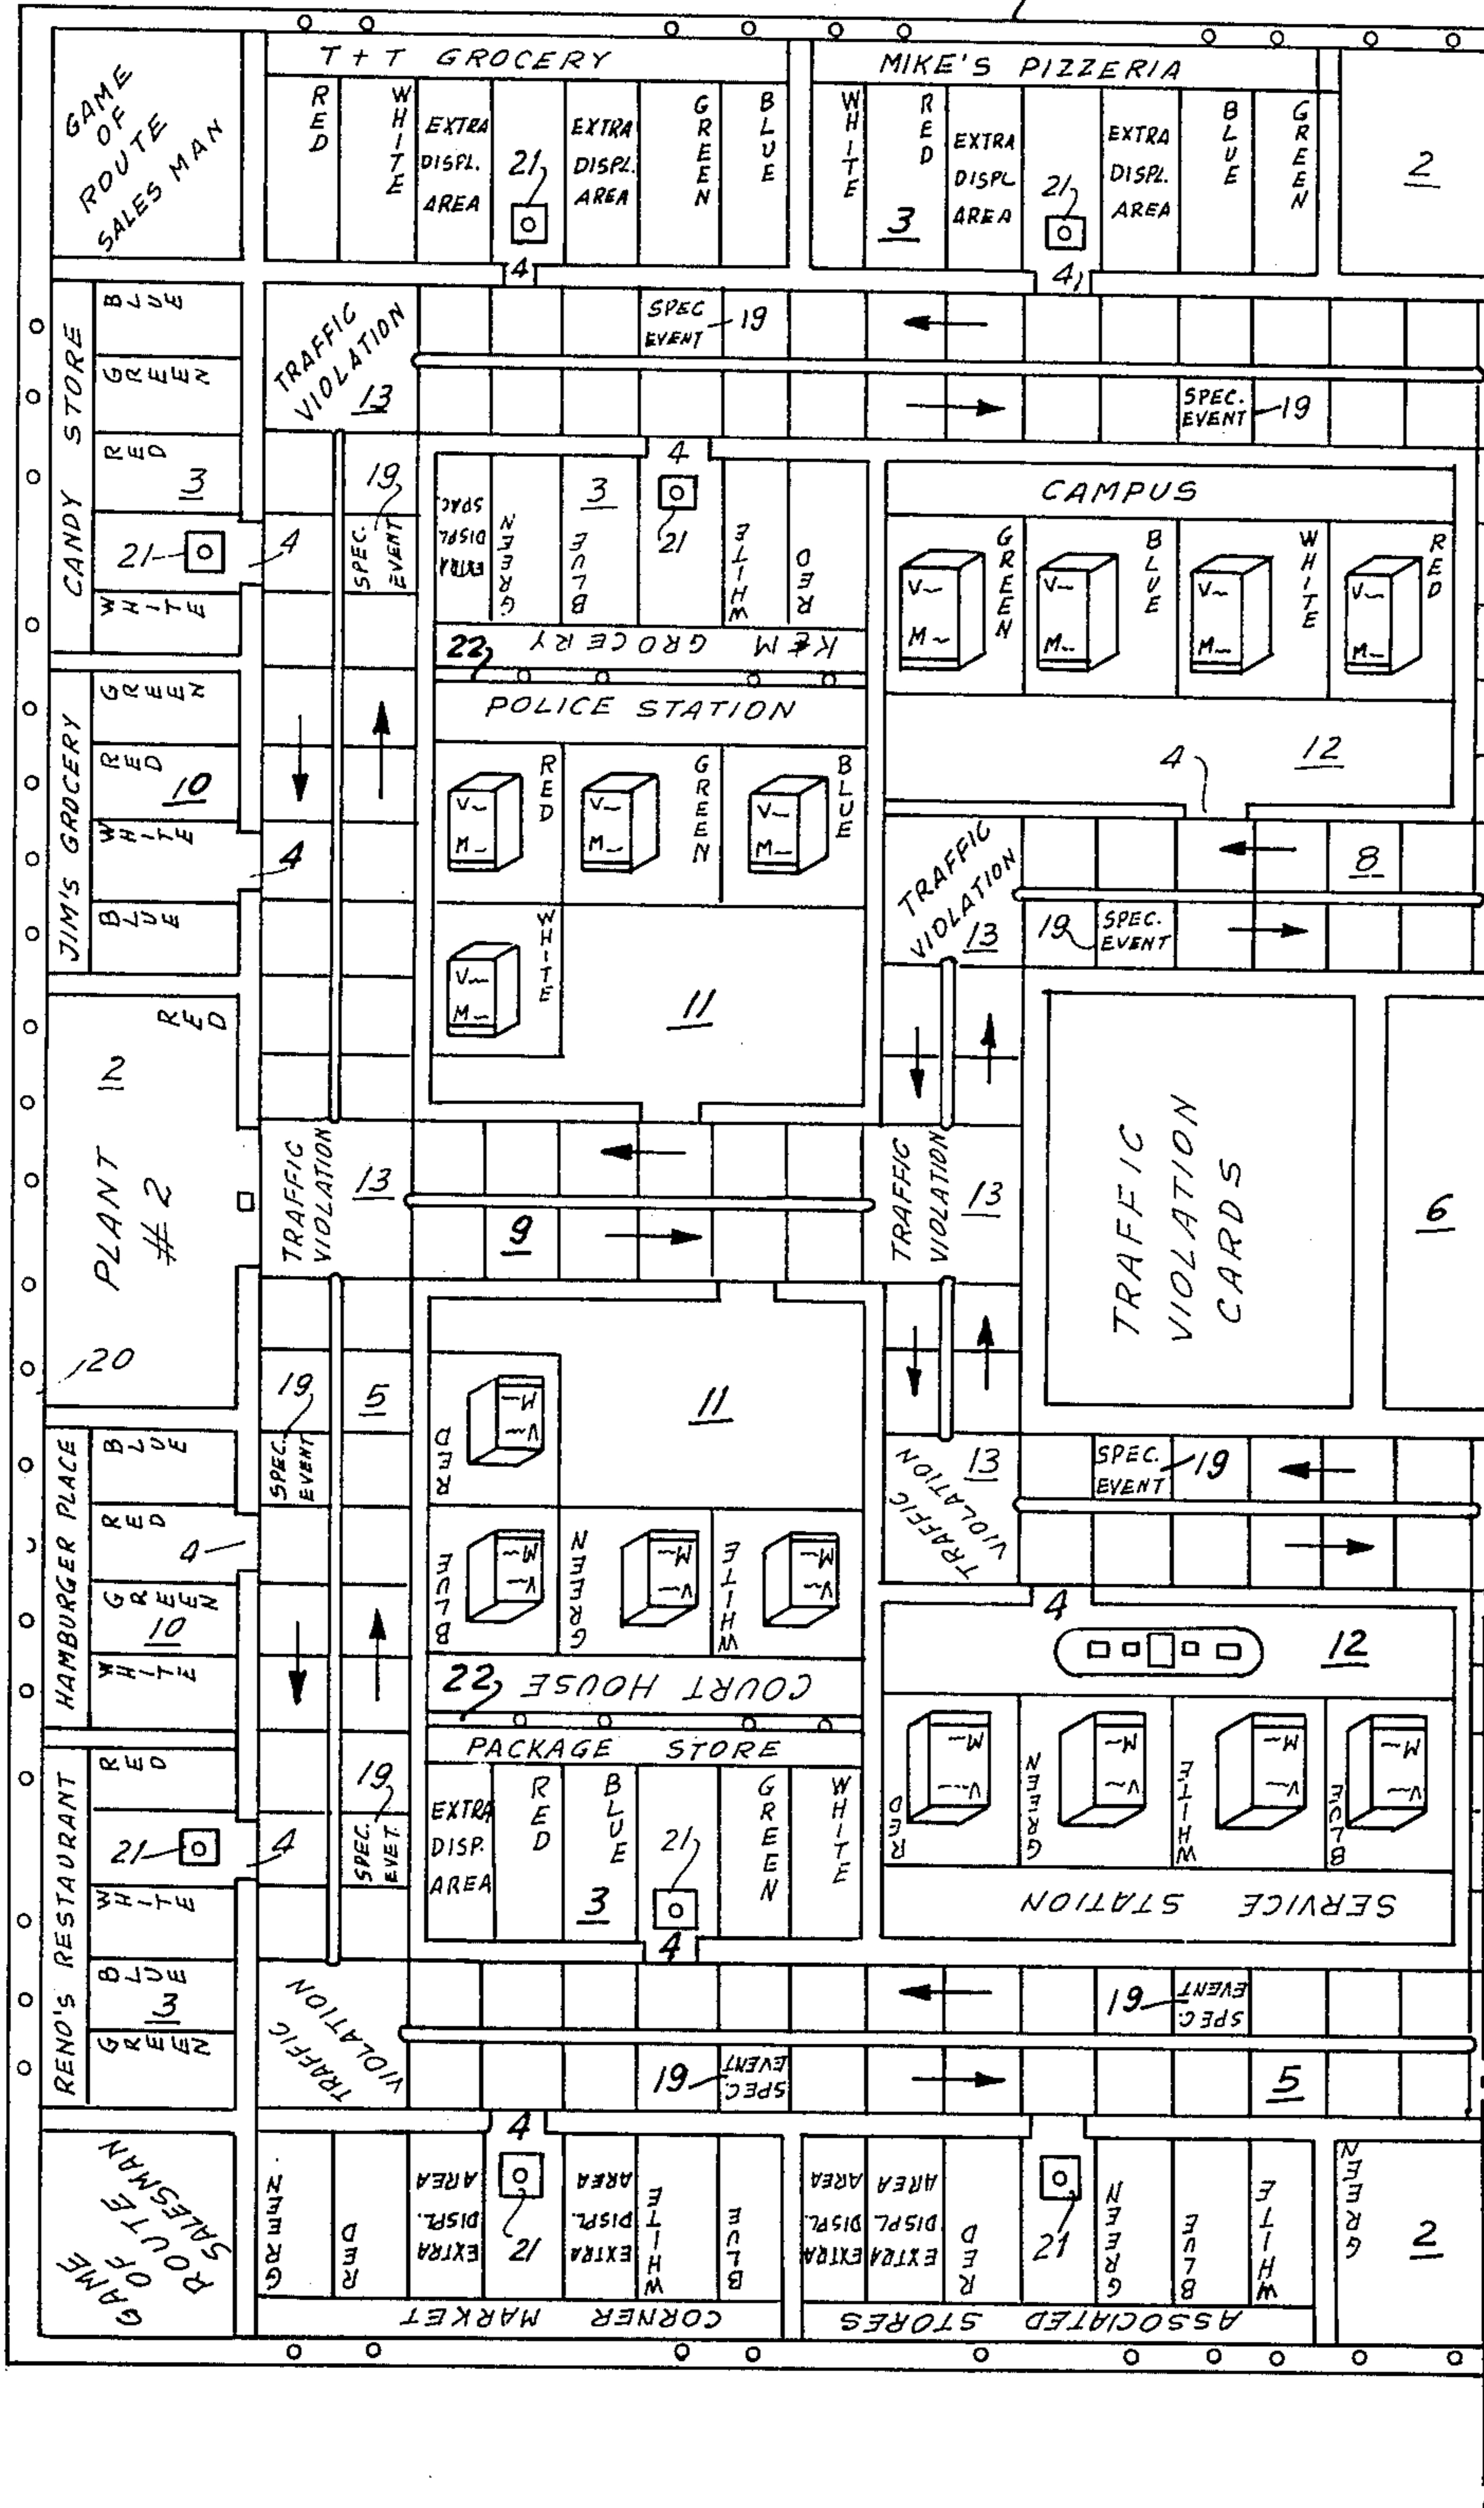 GAME
OF
ROUTE
SALES MAN
T + T GROCERY
RED
WHITE
EXTRA
DISPL.
AREA
21
EXTRA
DISPL.
AREA
GREEN
BLUE
4
MIKE'S PIZZERIA
WHITE
RED
3
EXTRA
DISPL
AREA
21
EXTRA
DISPL.
AREA
BLUE
GREEN
4
2
CANDY STORE
BLUE
GREEN
RED
3
21
4
WHITE
TRAFFIC
VIOLATION
13
SPEC
EVENT
19
SPEC.
EVENT
19
19
SPEC.
EVENT
4
EXTRA
DISPL
SPAC
GREEN
3
BLUE
21
WHITE
RED
K&M GROCERY
22
CAMPUS
GREEN
BLUE
WHITE
RED
V
M
V
M
V
M
V
M
12
4
JIM'S GROCERY
GREEN
RED
10
WHITE
BLUE
4
POLICE STATION
RED
GREEN
BLUE
V
M
V
M
V
M
WHITE
V
M
11
TRAFFIC
VIOLATION
13
8
19
SPEC.
EVENT
PLANT
#2
2
RED
20
TRAFFIC
VIOLATION
13
9
TRAFFIC
VIOLATION
13
TRAFFIC
VIOLATION
CARDS
6
HAMBURGER PLACE
BLUE
RED
4
GREEN
10
WHITE
19
SPEC.
EVENT
5
11
RED
M
V
BLUE
M
V
GREEN
M
V
WHITE
M
V
COURT HOUSE
22
TRAFFIC
VIOLATION
13
SPEC.
EVENT
19
4
12
RED
M
V
GREEN
M
V
WHITE
M
V
BLUE
M
V
SERVICE STATION
RENO'S RESTAURANT
RED
21
4
WHITE
BLUE
3
GREEN
19
SPEC.
EVET.
PACKAGE STORE
EXTRA
DISP.
AREA
RED
BLUE
3
21
GREEN
WHITE
4
TRAFFIC
VIOLATION
19
SPEC.
EVENT
19
SPEC.
EVENT
5
GAME
OF
ROUTE
SALESMAN
4
GREEN
RED
EXTRA
DISPL.
AREA
21
EXTRA
DISPL.
AREA
WHITE
BLUE
CORNER MARKET
EXTRA
DISPL.
AREA
EXTRA
DISPL
AREA
RED
21
GREEN
BLUE
WHITE
ASSOCIATED STORES
GREEN
2